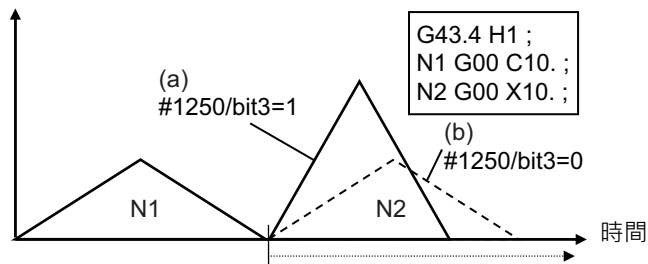 G43.4 H1 ;
N1 G00 C10. ;
N2 G00 X10. ;
(a)
#1250/bit3=1
(b)
#1250/bit3=0
N1
N2
時間